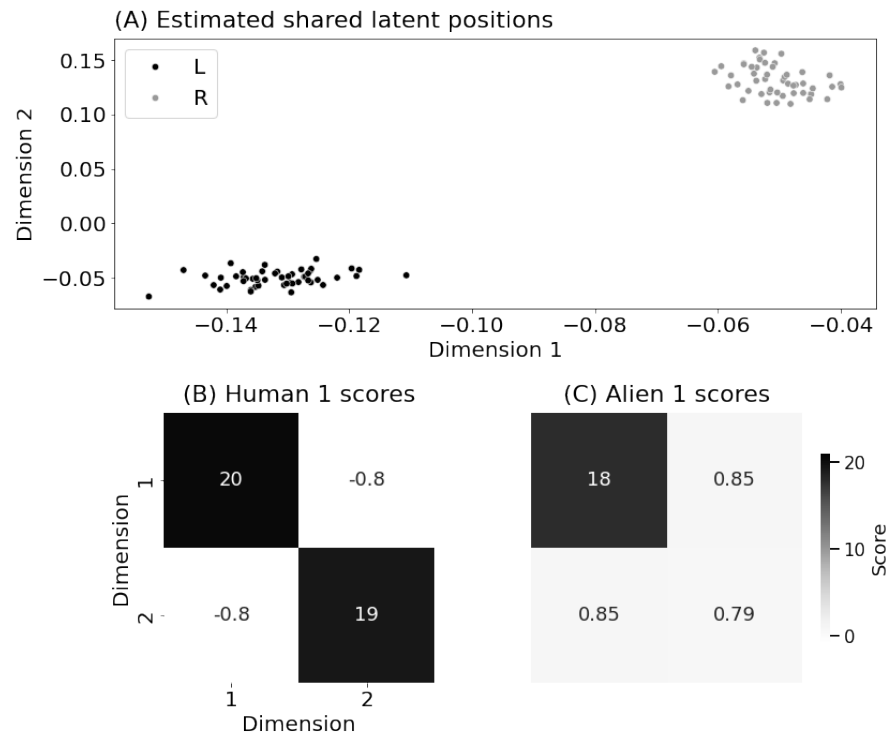 (A) Estimated shared latent positions
Dimension 2
0.15
0.10
0.05
0.00
−0.05
L
R
−0.14 −0.12 −0.10 −0.08 −0.06 −0.04
Dimension 1
(B) Human 1 scores
Dimension
1
2
20 -0.8
-0.8 19
1 2
Dimension
(C) Alien 1 scores
18 0.85
0.85 0.79
20
10
0
Score